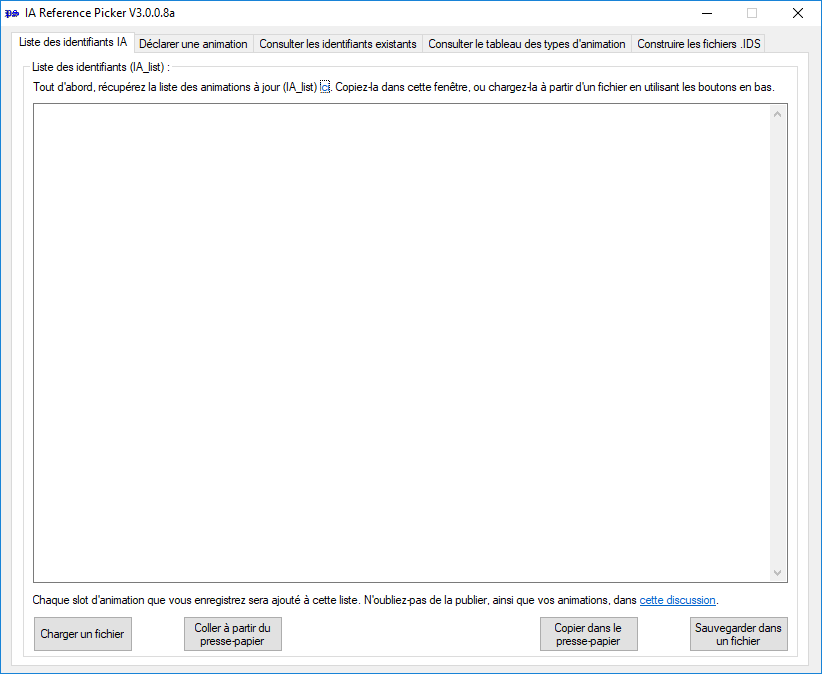 IA Reference Picker V3.0.0.8a
Liste des identifiants IA
Déclarer une animation
Consulter les identifiants existants
Consulter le tableau des types d'animation
Construire les fichiers .IDS
Liste des identifiants (IA_list) :
Tout d'abord, récupérez la liste des animations à jour (IA_list) ici. Copiez-la dans cette fenêtre, ou chargez-la à partir d'un fichier en utilisant les boutons en bas.
Chaque slot d'animation que vous enregistrez sera ajouté à cette liste. N'oubliez-pas de la publier, ainsi que vos animations, dans cette discussion.
Charger un fichier
Coller à partir du
presse-papier
Copier dans le
presse-papier
Sauvegarder dans
un fichier